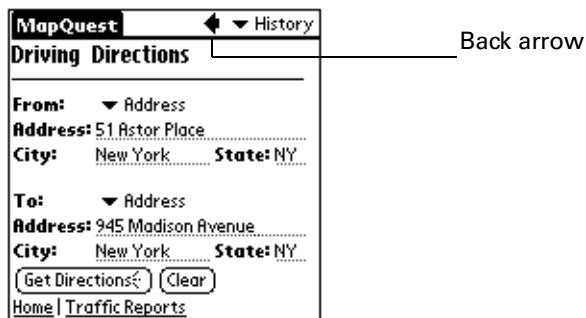 MapQuest History
Back arrow
Driving Directions
From: Address
Address: 51 Astor Place
City: New York State: NY
To: Address
Address: 945 Madison Avenue
City: New York State: NY
Get Directions Clear
Home | Traffic Reports